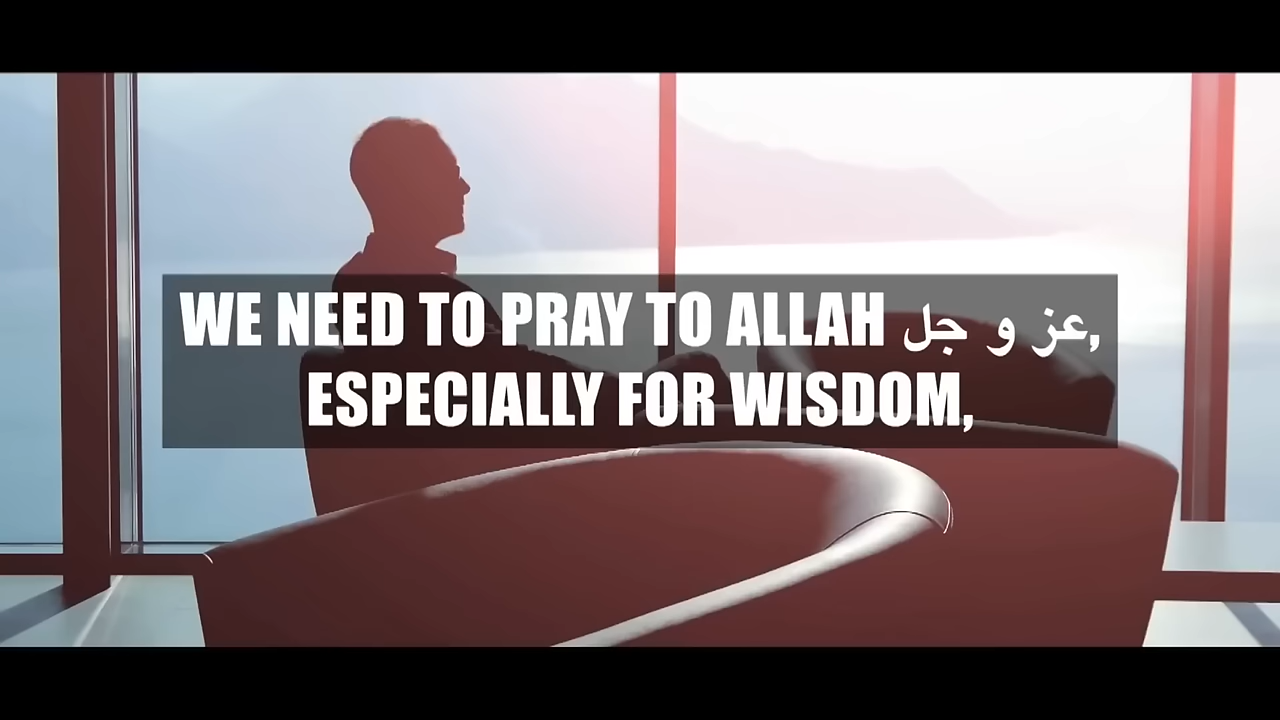 WE NEED TO PRAY TO ALLAH عز و جل,
ESPECIALLY FOR WISDOM,